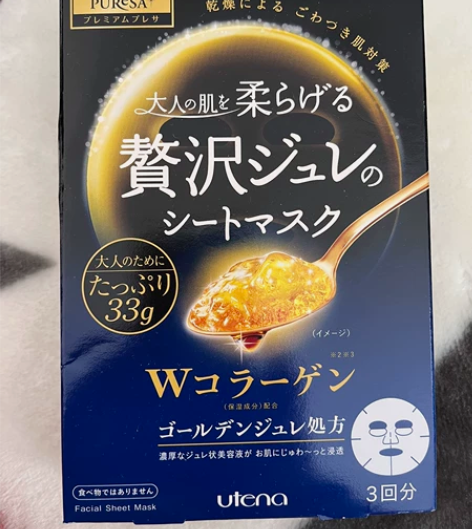 PURESA
プレミアムプレサ
乾燥による ごわつき肌対策
大人の肌を 柔らげる
贅沢ジュレの
シートマスク
大人のために
たっぷり
33g
(イメージ)
※2※3
Wコラーゲン
(保湿成分)配合
ゴールデンジュレ処方
濃厚なジュレ状美容液が お肌にじゅわ〜っと浸透
食べ物ではありません
Facial Sheet Mask
utena
3回分